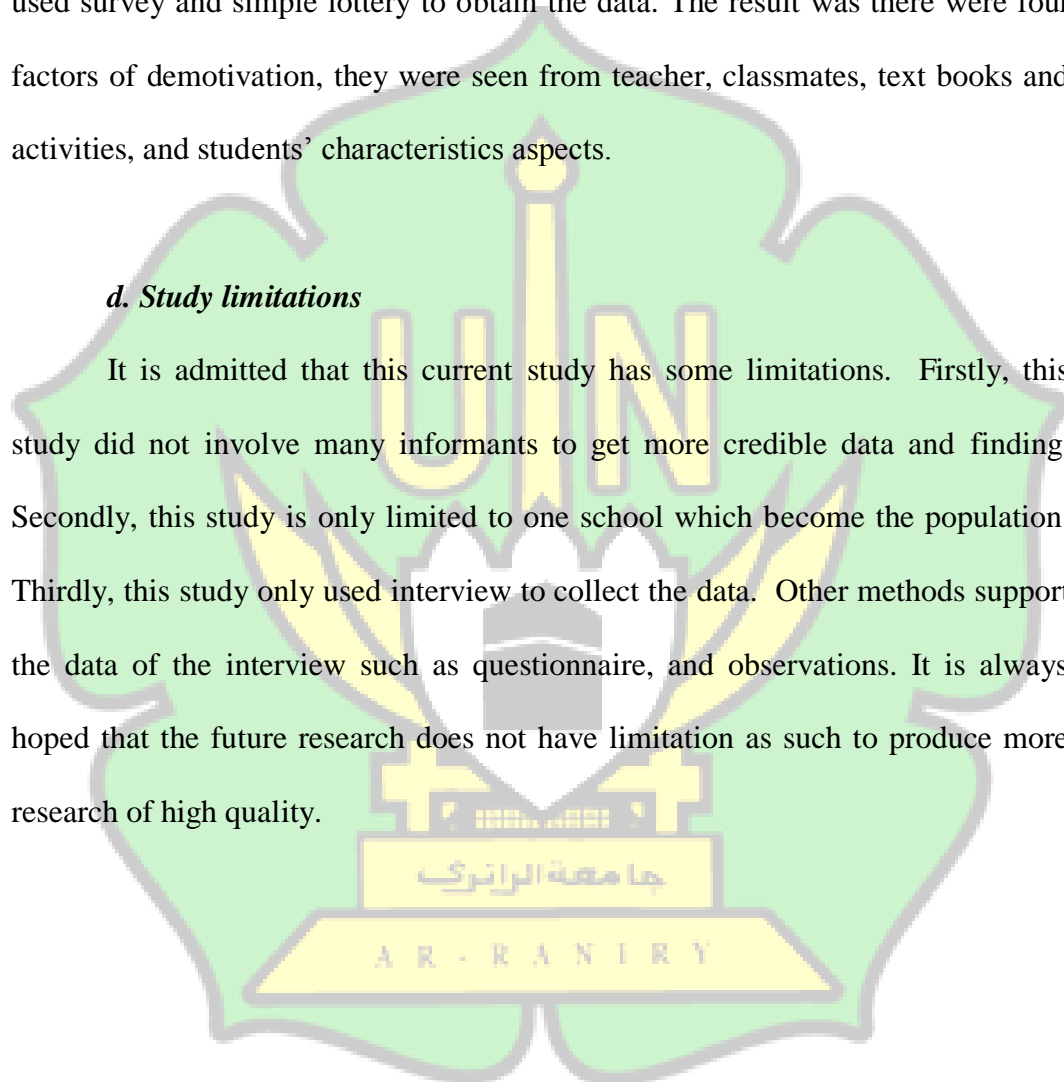 used survey and simple lottery to obtain the data. The result was there were four
factors of demotivation, they were seen from teacher, classmates, text books and
activities, and students’ characteristics aspects.
d. Study limitations
It is admitted that this current study has some limitations. Firstly, this
study did not involve many informants to get more credible data and finding
Secondly, this study is only limited to one school which become the population
Thirdly, this study only used interview to collect the data. Other methods support
the data of the interview such as questionnaire, and observations. It is always
hoped that the future research does not have limitation as such to produce more
research of high quality.
UIN
جامعة الرانري
AR-RANIRY